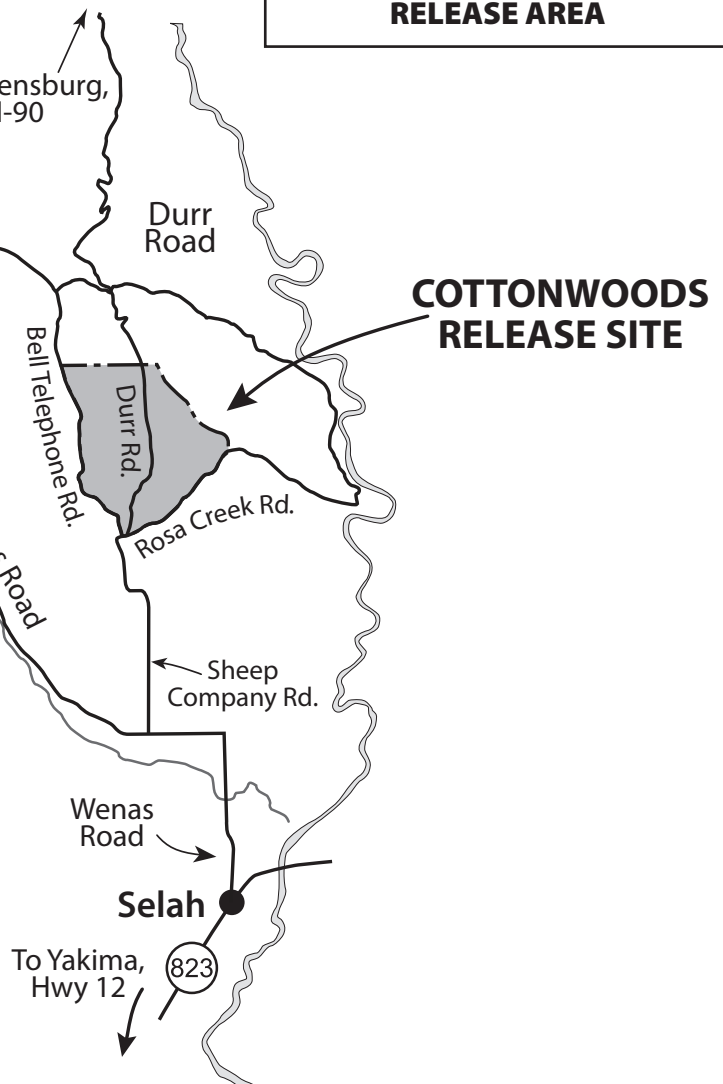 RELEASE AREA
ensburg,
I-90
Durr
Road
COTTONWOODS
RELEASE SITE
Bell Telephone Rd.
Durr Rd.
Rosa Creek Rd.
Road
Sheep
Company Rd.
Wenas
Road
Selah
To Yakima,
Hwy 12
823